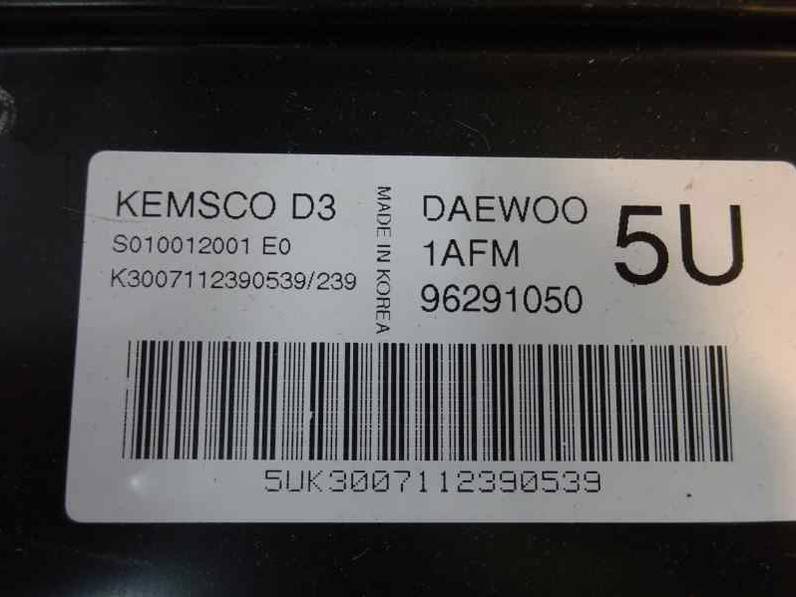 KEMSCO D3
S010012001 E0
K3007112390539/239
MADE IN KOREA
DAEWOO
1AFM
96291050
5U
5UK3007112390539